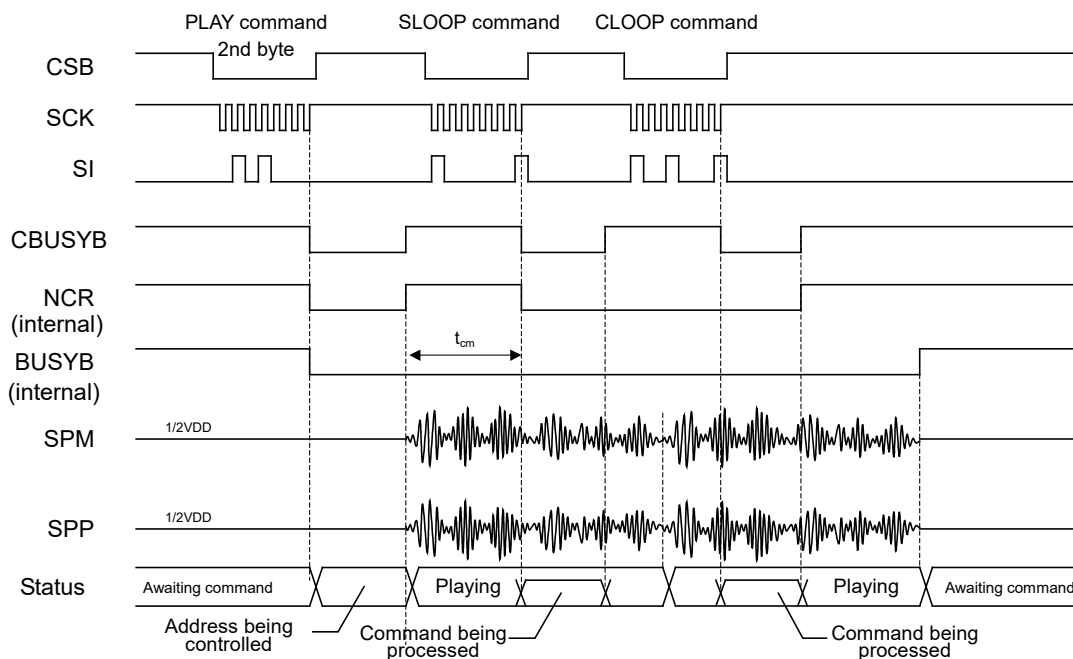 PLAY command
2nd byte
SLOOP command
CLOOP command
CSB
SCK
SI
CBUSYB
NCR
(internal)
BUSYB
(internal)
tcm
SPM
1/2VDD
SPP
1/2VDD
Status
Awaiting command
Playing
Playing
Awaiting command
Address being
controlled
Command being
processed
Command being
processed